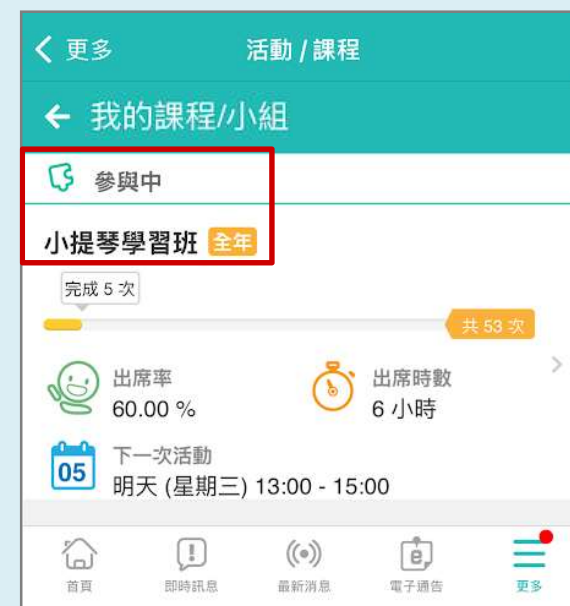 更多 活動 / 課程
我的課程/小組
參與中
小提琴學習班 全年
完成 5 次
共 53 次
出席率
60.00 %
出席時數
6 小時
下一次活動
05
明天 (星期三) 13:00 - 15:00
首頁 即時訊息 最新消息 電子通告 更多